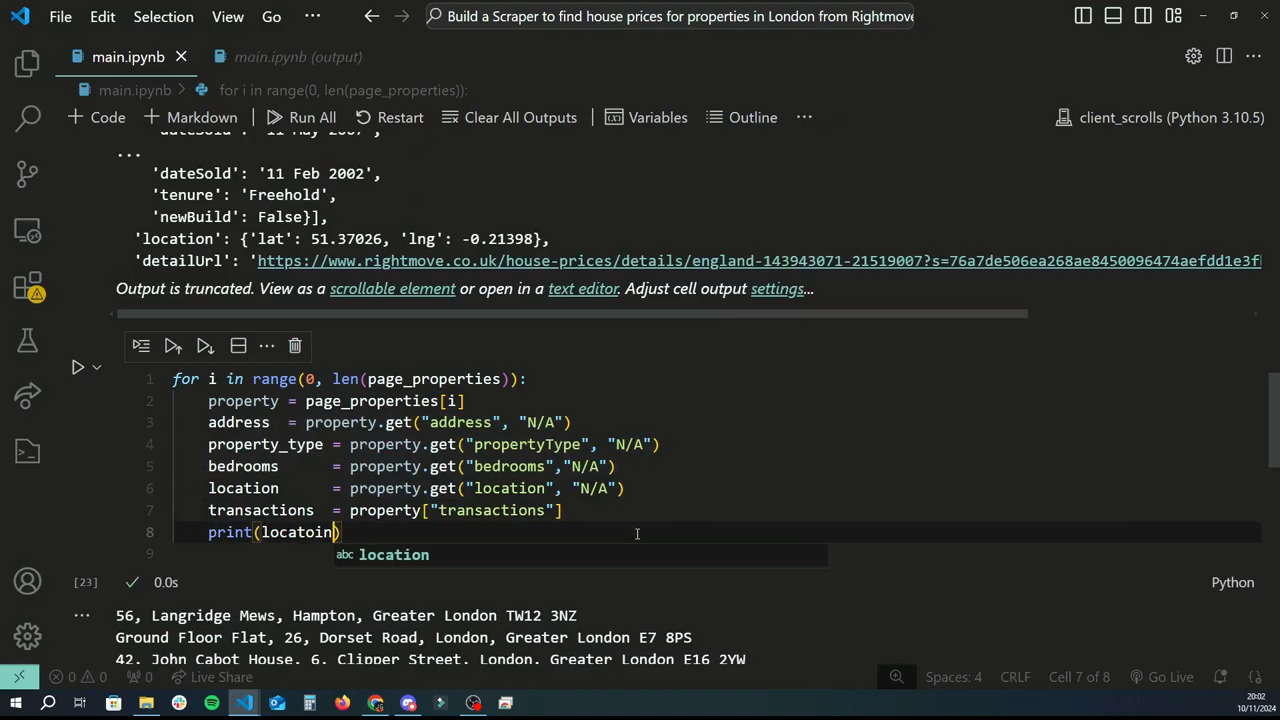 File Edit Selection View Go ··· Build a Scraper to find house prices for properties in London from Rightmove
main.ipynb main.ipynb (output)
main.ipynb > for i in range(0, len(page_properties)):
+ Code + Markdown Run All Restart Clear All Outputs Variables Outline ··· client_scrolls (Python 3.10.5)
'dateSold': '11 May 2007',
...
'dateSold': '11 Feb 2002',
'tenure': 'Freehold',
'newBuild': False}],
'location': {'lat': 51.37026, 'lng': -0.21398},
'detailUrl': 'https://www.rightmove.co.uk/house-prices/details/england-143943071-21519007?s=76a7de506ea268ae8450096474aefdd1e3f
Output is truncated. View as a scrollable element or open in a text editor. Adjust cell output settings...
1 for i in range(0, len(page_properties)):
2 property = page_properties[i]
3 address = property.get("address", "N/A")
4 property_type = property.get("propertyType", "N/A")
5 bedrooms = property.get("bedrooms","N/A")
6 location = property.get("location", "N/A")
7 transactions = property["transactions"]
8 print(locatoin)
abc location
9
[23] 0.0s Python
··· 56, Langridge Mews, Hampton, Greater London TW12 3NZ
Ground Floor Flat, 26, Dorset Road, London, Greater London E7 8PS
42, John Cabot House, 6, Clipper Street, London, Greater London E16 2YW
0 0 0 Live Share Spaces: 4 CRLF Cell 7 of 8 Go Live
20:02
10/11/2024